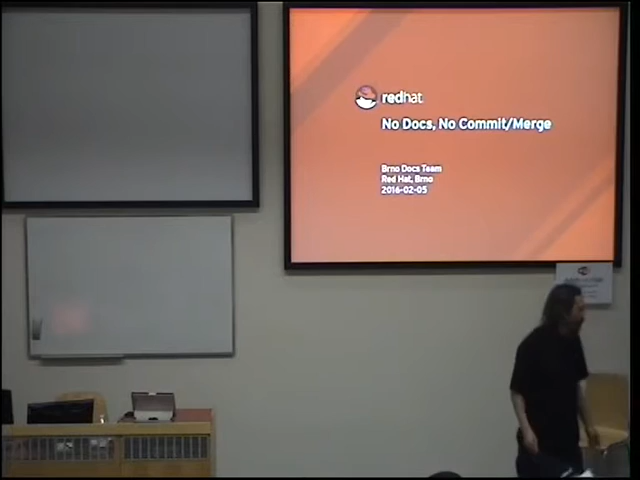 redhat
No Docs, No Commit/Merge
Brno Docs Team
Red Hat, Brno
2016-02-05